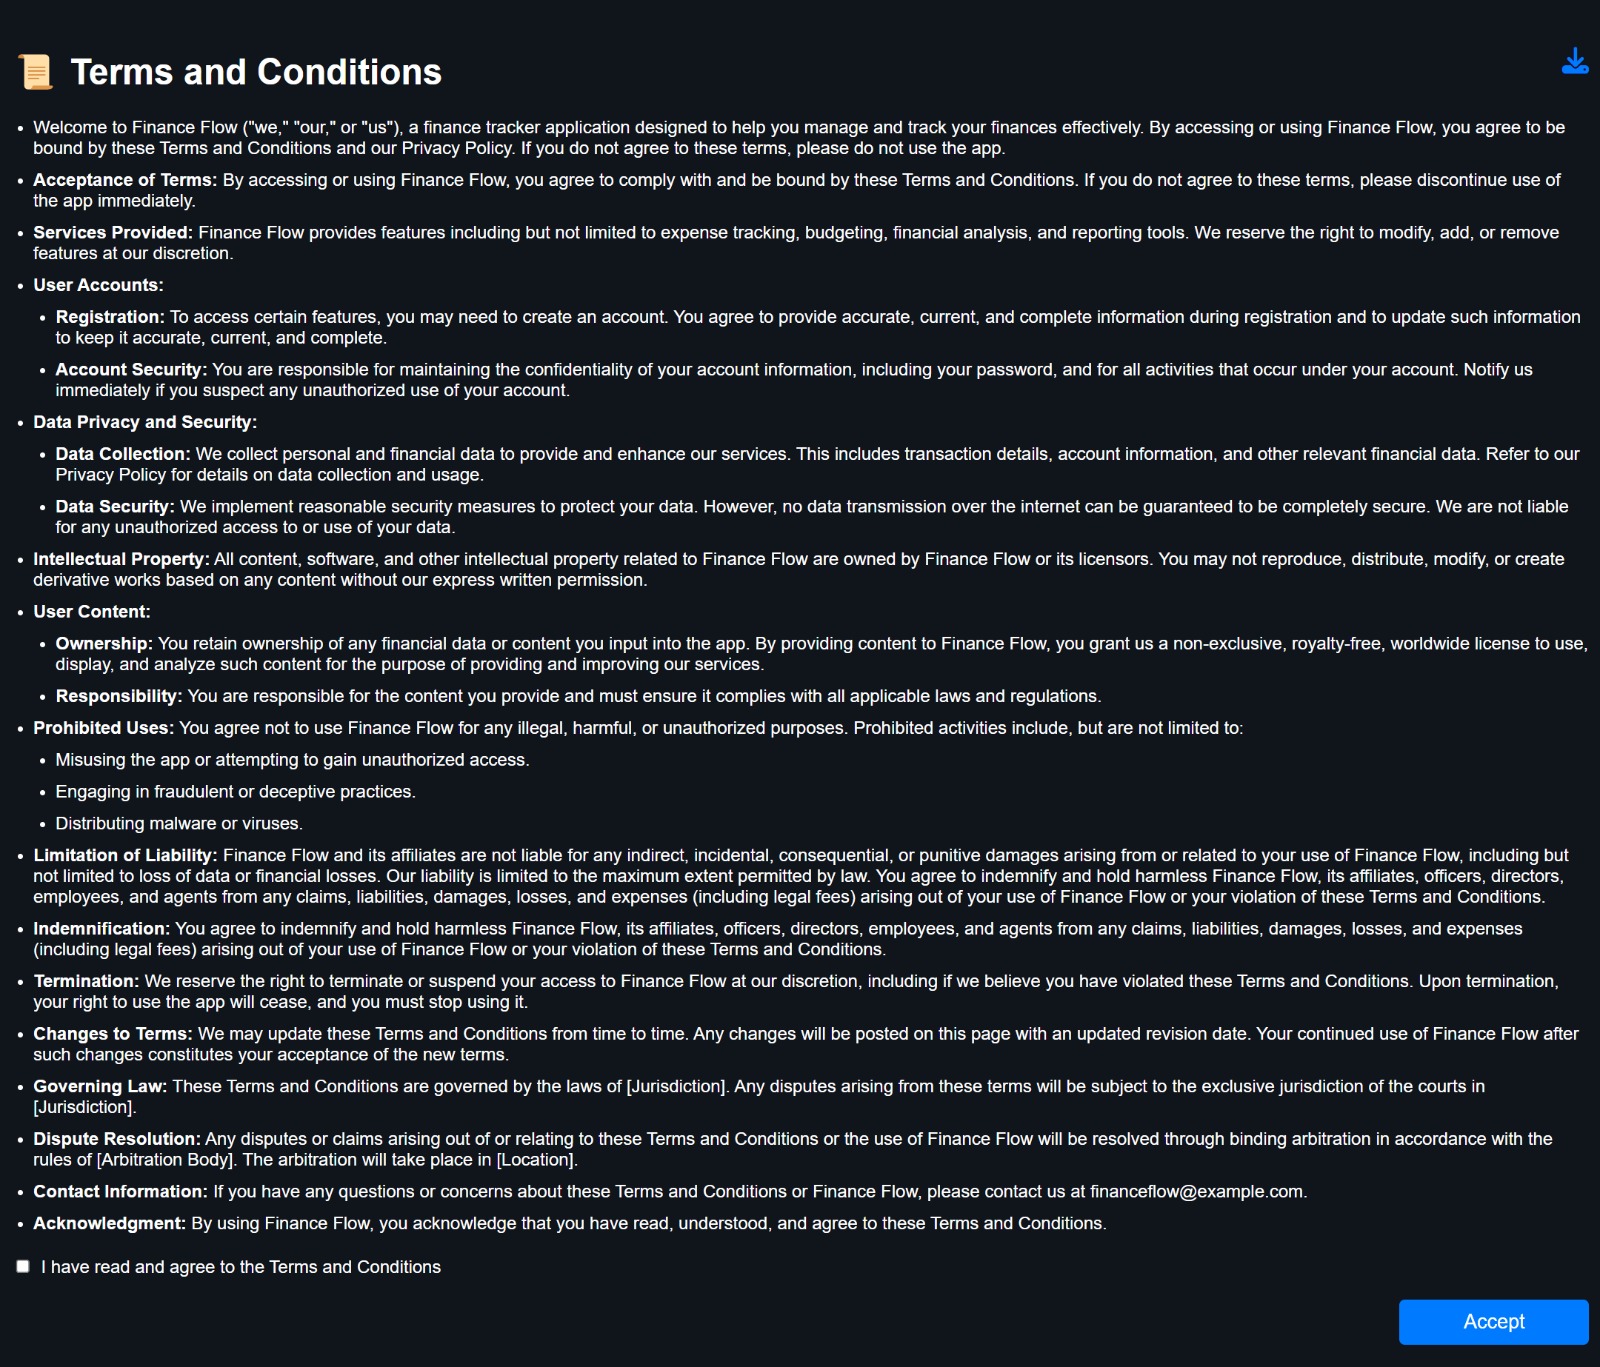 Terms and Conditions
• Welcome to Finance Flow ("we," "our," or "us"), a finance tracker application designed to help you manage and track your finances effectively. By accessing or using Finance Flow, you agree to be
bound by these Terms and Conditions and our Privacy Policy. If you do not agree to these terms, please do not use the app.
• Acceptance of Terms: By accessing or using Finance Flow, you agree to comply with and be bound by these Terms and Conditions. If you do not agree to these terms, please discontinue use of
the app immediately.
• Services Provided: Finance Flow provides features including but not limited to expense tracking, budgeting, financial analysis, and reporting tools. We reserve the right to modify, add, or remove
features at our discretion.
• User Accounts:
• Registration: To access certain features, you may need to create an account. You agree to provide accurate, current, and complete information during registration and to update such information
to keep it accurate, current, and complete.
• Account Security: You are responsible for maintaining the confidentiality of your account information, including your password, and for all activities that occur under your account. Notify us
immediately if you suspect any unauthorized use of your account.
• Data Privacy and Security:
• Data Collection: We collect personal and financial data to provide and enhance our services. This includes transaction details, account information, and other relevant financial data. Refer to our
Privacy Policy for details on data collection and usage.
• Data Security: We implement reasonable security measures to protect your data. However, no data transmission over the internet can be guaranteed to be completely secure. We are not liable
for any unauthorized access to or use of your data.
• Intellectual Property: All content, software, and other intellectual property related to Finance Flow are owned by Finance Flow or its licensors. You may not reproduce, distribute, modify, or create
derivative works based on any content without our express written permission.
• User Content:
• Ownership: You retain ownership of any financial data or content you input into the app. By providing content to Finance Flow, you grant us a non-exclusive, royalty-free, worldwide license to use,
display, and analyze such content for the purpose of providing and improving our services.
• Responsibility: You are responsible for the content you provide and must ensure it complies with all applicable laws and regulations.
• Prohibited Uses: You agree not to use Finance Flow for any illegal, harmful, or unauthorized purposes. Prohibited activities include, but are not limited to:
• Misusing the app or attempting to gain unauthorized access.
• Engaging in fraudulent or deceptive practices.
• Distributing malware or viruses.
• Limitation of Liability: Finance Flow and its affiliates are not liable for any indirect, incidental, consequential, or punitive damages arising from or related to your use of Finance Flow, including but
not limited to loss of data or financial losses. Our liability is limited to the maximum extent permitted by law. You agree to indemnify and hold harmless Finance Flow, its affiliates, officers, directors,
employees, and agents from any claims, liabilities, damages, losses, and expenses (including legal fees) arising out of your use of Finance Flow or your violation of these Terms and Conditions.
• Indemnification: You agree to indemnify and hold harmless Finance Flow, its affiliates, officers, directors, employees, and agents from any claims, liabilities, damages, losses, and expenses
(including legal fees) arising out of your use of Finance Flow or your violation of these Terms and Conditions.
• Termination: We reserve the right to terminate or suspend your access to Finance Flow at our discretion, including if we believe you have violated these Terms and Conditions. Upon termination,
your right to use the app will cease, and you must stop using it.
• Changes to Terms: We may update these Terms and Conditions from time to time. Any changes will be posted on this page with an updated revision date. Your continued use of Finance Flow after
such changes constitutes your acceptance of the new terms.
• Governing Law: These Terms and Conditions are governed by the laws of [Jurisdiction]. Any disputes arising from these terms will be subject to the exclusive jurisdiction of the courts in
[Jurisdiction].
• Dispute Resolution: Any disputes or claims arising out of or relating to these Terms and Conditions or the use of Finance Flow will be resolved through binding arbitration in accordance with the
rules of [Arbitration Body]. The arbitration will take place in [Location].
• Contact Information: If you have any questions or concerns about these Terms and Conditions or Finance Flow, please contact us at financeflow@example.com.
• Acknowledgment: By using Finance Flow, you acknowledge that you have read, understood, and agree to these Terms and Conditions.
I have read and agree to the Terms and Conditions
Accept